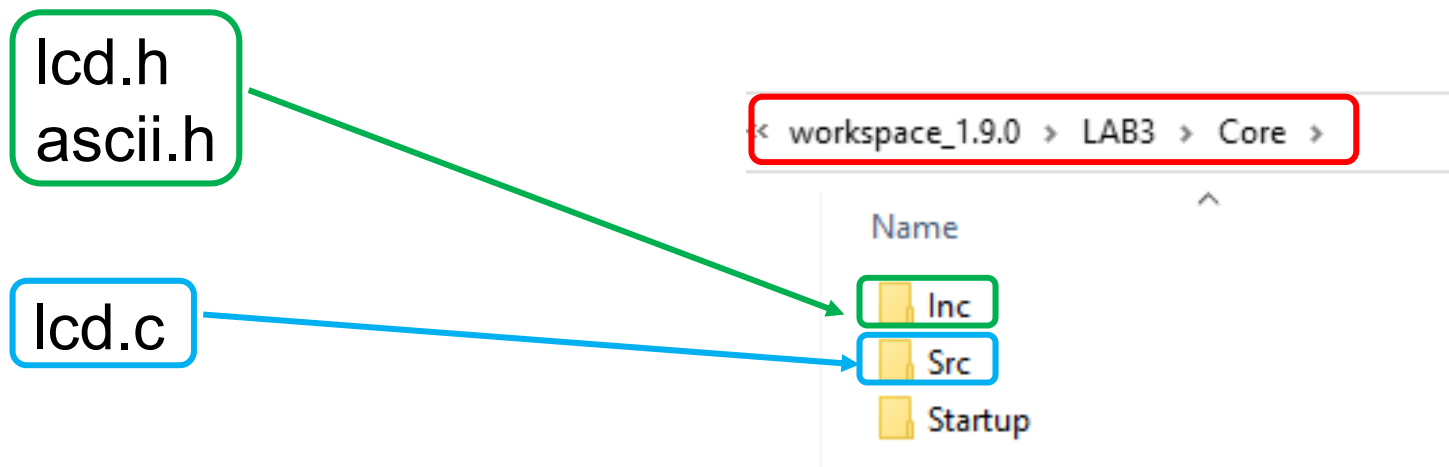 lcd.h
ascii.h
« workspace_1.9.0 > LAB3 > Core >
Name
Inc
lcd.c
Src
Startup